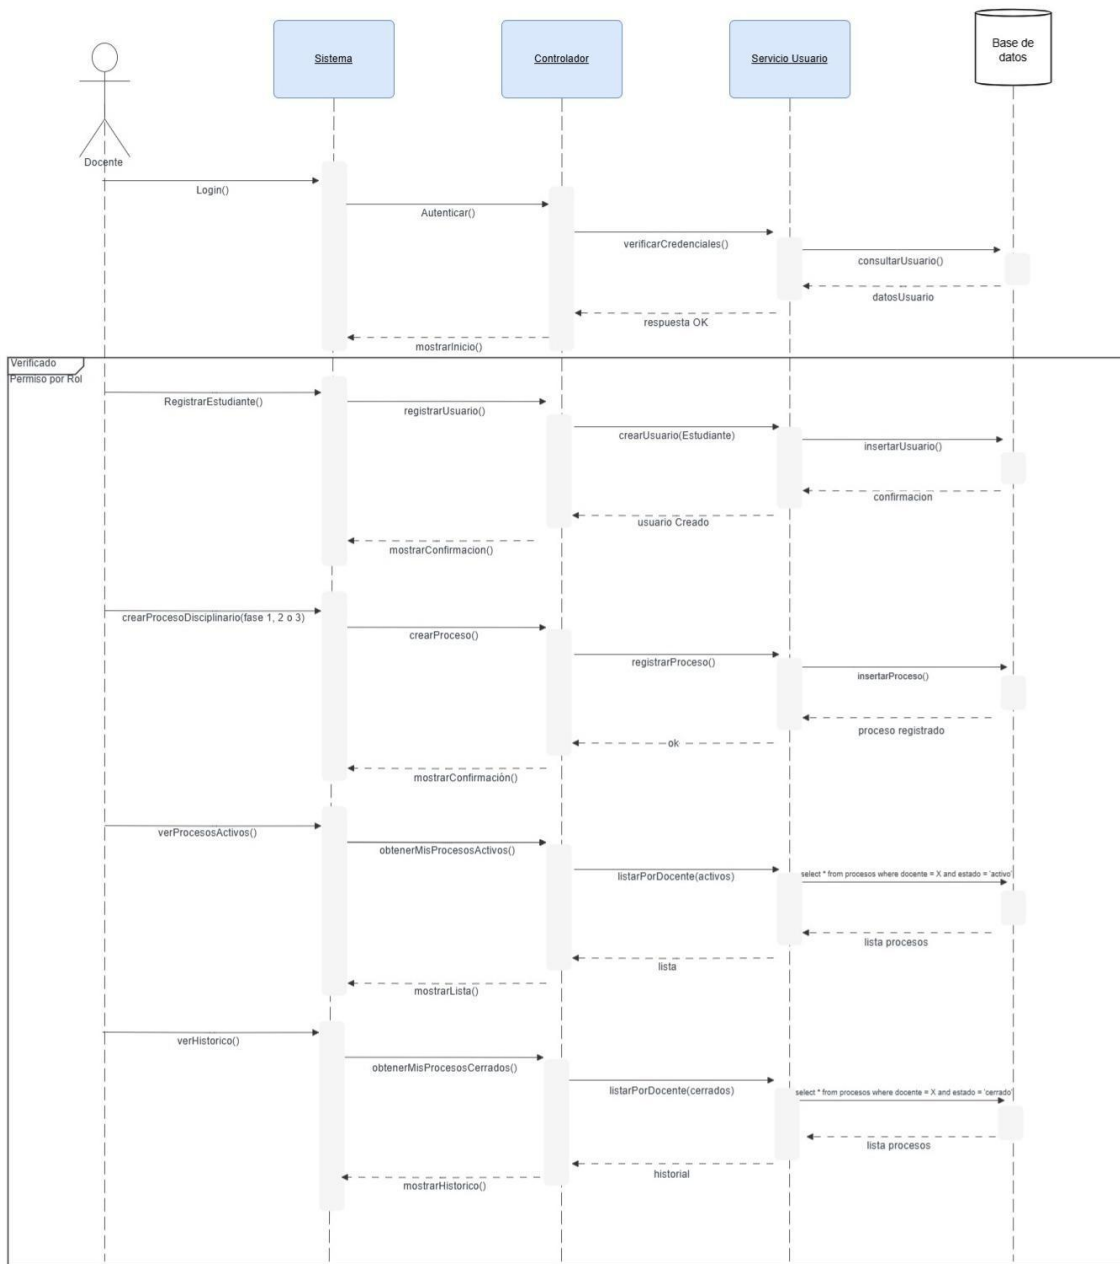 Sistema
Controlador
Servicio Usuario
Base de
datos
Docente
Login()
Autenticar()
verificarCredenciales()
consultarUsuario()
datosUsuario
respuesta OK
mostrarInicio()
Verificado
Permiso por Rol
RegistrarEstudiante()
registrarUsuario()
crearUsuario(Estudiante)
insertarUsuario()
confirmacion
usuario Creado
mostrarConfirmacion()
crearProcesoDisciplinario(fase 1, 2 o 3)
crearProceso()
registrarProceso()
insertarProceso()
proceso registrado
ok
mostrarConfirmación()
verProcesosActivos()
obtenerMisProcesosActivos()
listarPorDocente(activos)
select * from procesos where docente = X and estado = 'activo'
lista procesos
lista
mostrarLista()
verHistorico()
obtenerMisProcesosCerrados()
listarPorDocente(cerrados)
select * from procesos where docente = X and estado = 'cerrado'
lista procesos
historial
mostrarHistorico()